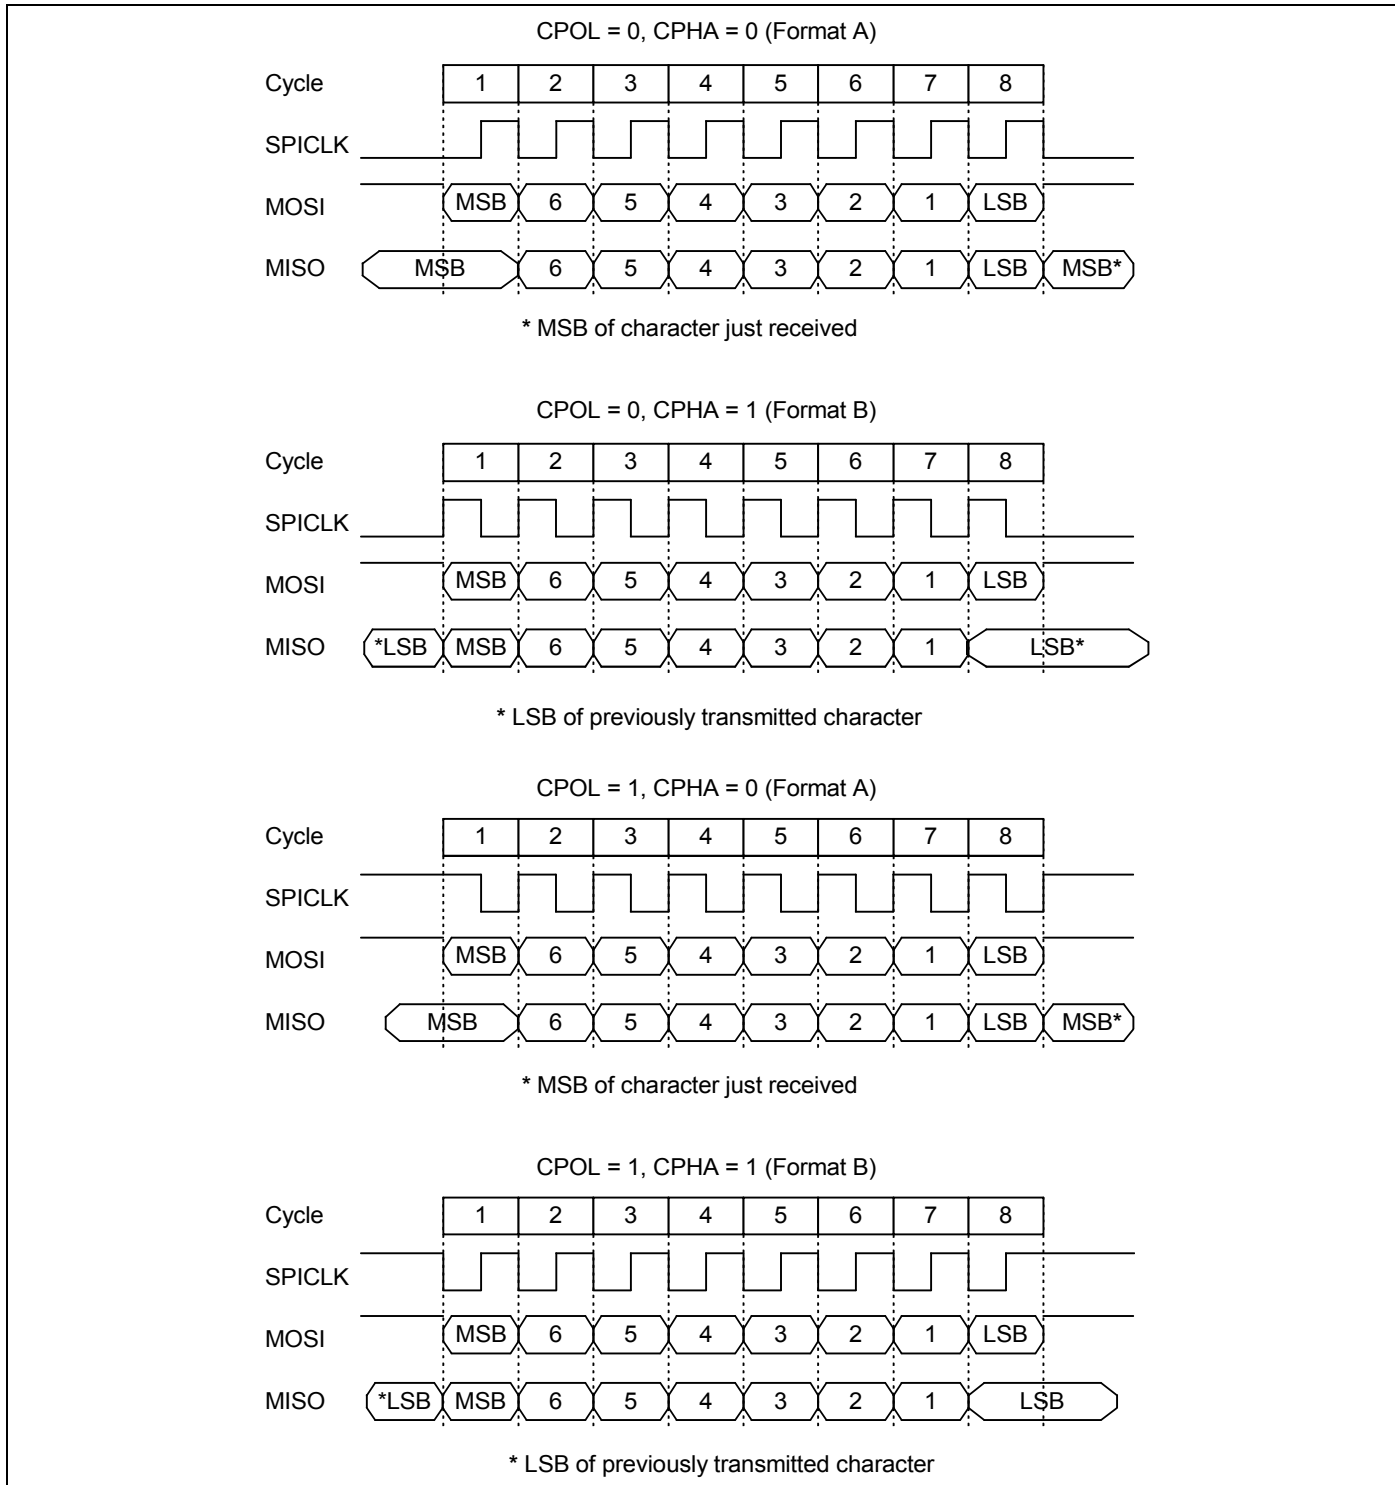 CPOL = 0, CPHA = 0 (Format A)
Cycle 1 2 3 4 5 6 7 8
SPICLK
MOSI MSB 6 5 4 3 2 1 LSB
MISO MSB 6 5 4 3 2 1 LSB MSB*
* MSB of character just received
CPOL = 0, CPHA = 1 (Format B)
Cycle 1 2 3 4 5 6 7 8
SPICLK
MOSI MSB 6 5 4 3 2 1 LSB
MISO *LSB MSB 6 5 4 3 2 1 LSB*
* LSB of previously transmitted character
CPOL = 1, CPHA = 0 (Format A)
Cycle 1 2 3 4 5 6 7 8
SPICLK
MOSI MSB 6 5 4 3 2 1 LSB
MISO MSB 6 5 4 3 2 1 LSB MSB*
* MSB of character just received
CPOL = 1, CPHA = 1 (Format B)
Cycle 1 2 3 4 5 6 7 8
SPICLK
MOSI MSB 6 5 4 3 2 1 LSB
MISO *LSB MSB 6 5 4 3 2 1 LSB
* LSB of previously transmitted character